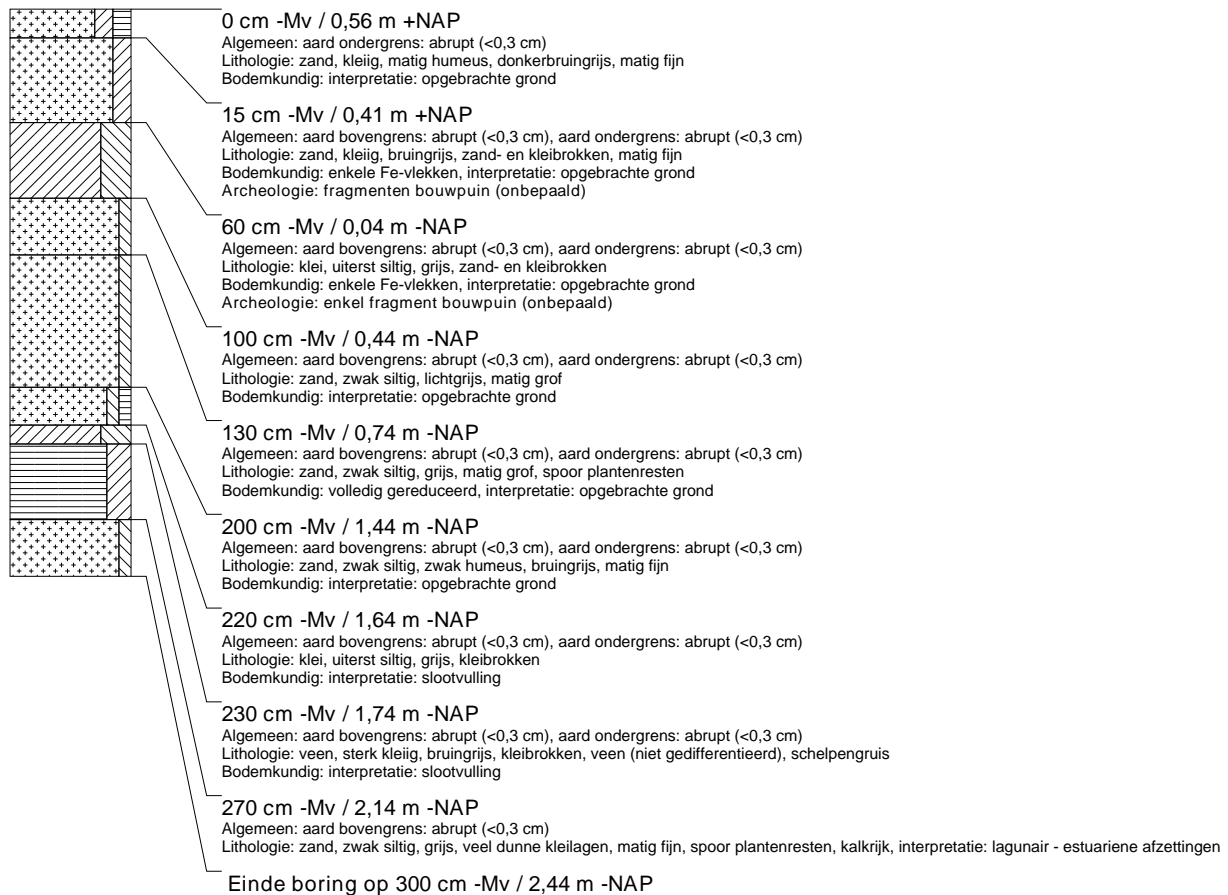 0 cm -Mv / 0,56 m +NAP
Algemeen: aard ondergrens: abrupt (<0,3 cm)
Lithologie: zand, kleiig, matig humeus, donkerbruingrijs, matig fijn
Bodemkundig: interpretatie: opgebrachte grond
15 cm -Mv / 0,41 m +NAP
Algemeen: aard bovengrens: abrupt (<0,3 cm), aard ondergrens: abrupt (<0,3 cm)
Lithologie: zand, kleiig, bruingrijs, zand- en kleibrokken, matig fijn
Bodemkundig: enkele Fe-vlekken, interpretatie: opgebrachte grond
Archeologie: fragmenten bouwpuin (onbepaald)
60 cm -Mv / 0,04 m -NAP
Algemeen: aard bovengrens: abrupt (<0,3 cm), aard ondergrens: abrupt (<0,3 cm)
Lithologie: klei, uiterst siltig, grijs, zand- en kleibrokken
Bodemkundig: enkele Fe-vlekken, interpretatie: opgebrachte grond
Archeologie: enkel fragment bouwpuin (onbepaald)
100 cm -Mv / 0,44 m -NAP
Algemeen: aard bovengrens: abrupt (<0,3 cm), aard ondergrens: abrupt (<0,3 cm)
Lithologie: zand, zwak siltig, lichtgrijs, matig grof
Bodemkundig: interpretatie: opgebrachte grond
130 cm -Mv / 0,74 m -NAP
Algemeen: aard bovengrens: abrupt (<0,3 cm), aard ondergrens: abrupt (<0,3 cm)
Lithologie: zand, zwak siltig, grijs, matig grof, spoor plantenresten
Bodemkundig: volledig gereduceerd, interpretatie: opgebrachte grond
200 cm -Mv / 1,44 m -NAP
Algemeen: aard bovengrens: abrupt (<0,3 cm), aard ondergrens: abrupt (<0,3 cm)
Lithologie: zand, zwak siltig, zwak humeus, bruingrijs, matig fijn
Bodemkundig: interpretatie: opgebrachte grond
220 cm -Mv / 1,64 m -NAP
Algemeen: aard bovengrens: abrupt (<0,3 cm), aard ondergrens: abrupt (<0,3 cm)
Lithologie: klei, uiterst siltig, grijs, kleibrokken
Bodemkundig: interpretatie: slootvulling
230 cm -Mv / 1,74 m -NAP
Algemeen: aard bovengrens: abrupt (<0,3 cm), aard ondergrens: abrupt (<0,3 cm)
Lithologie: veen, sterk kleiig, bruingrijs, kleibrokken, veen (niet gedifferentieerd), schelpengruis
Bodemkundig: interpretatie: slootvulling
270 cm -Mv / 2,14 m -NAP
Algemeen: aard bovengrens: abrupt (<0,3 cm)
Lithologie: zand, zwak siltig, grijs, veel dunne kleilagen, matig fijn, spoor plantenresten, kalkrijk, interpretatie: lagunair - estuariene afzettingen
Einde boring op 300 cm -Mv / 2,44 m -NAP